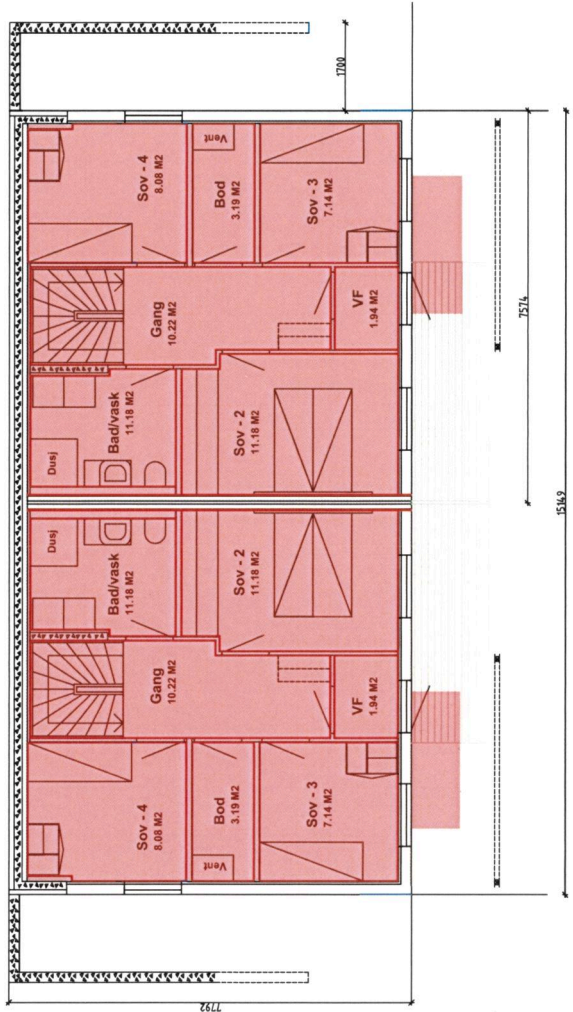 1700
Sov - 4
8.08 M2
Vent
Bod
3.19 M2
Sov - 3
7.14 M2
Gang
10.22 M2
VF
1.94 M2
7574
Dusj
Bad/vask
11.18 M2
Sov - 2
11.18 M2
15149
Dusj
Bad/vask
11.18 M2
Sov - 2
11.18 M2
Gang
10.22 M2
VF
1.94 M2
Sov - 4
8.08 M2
Bod
3.19 M2
Vent
Sov - 3
7.14 M2
7792